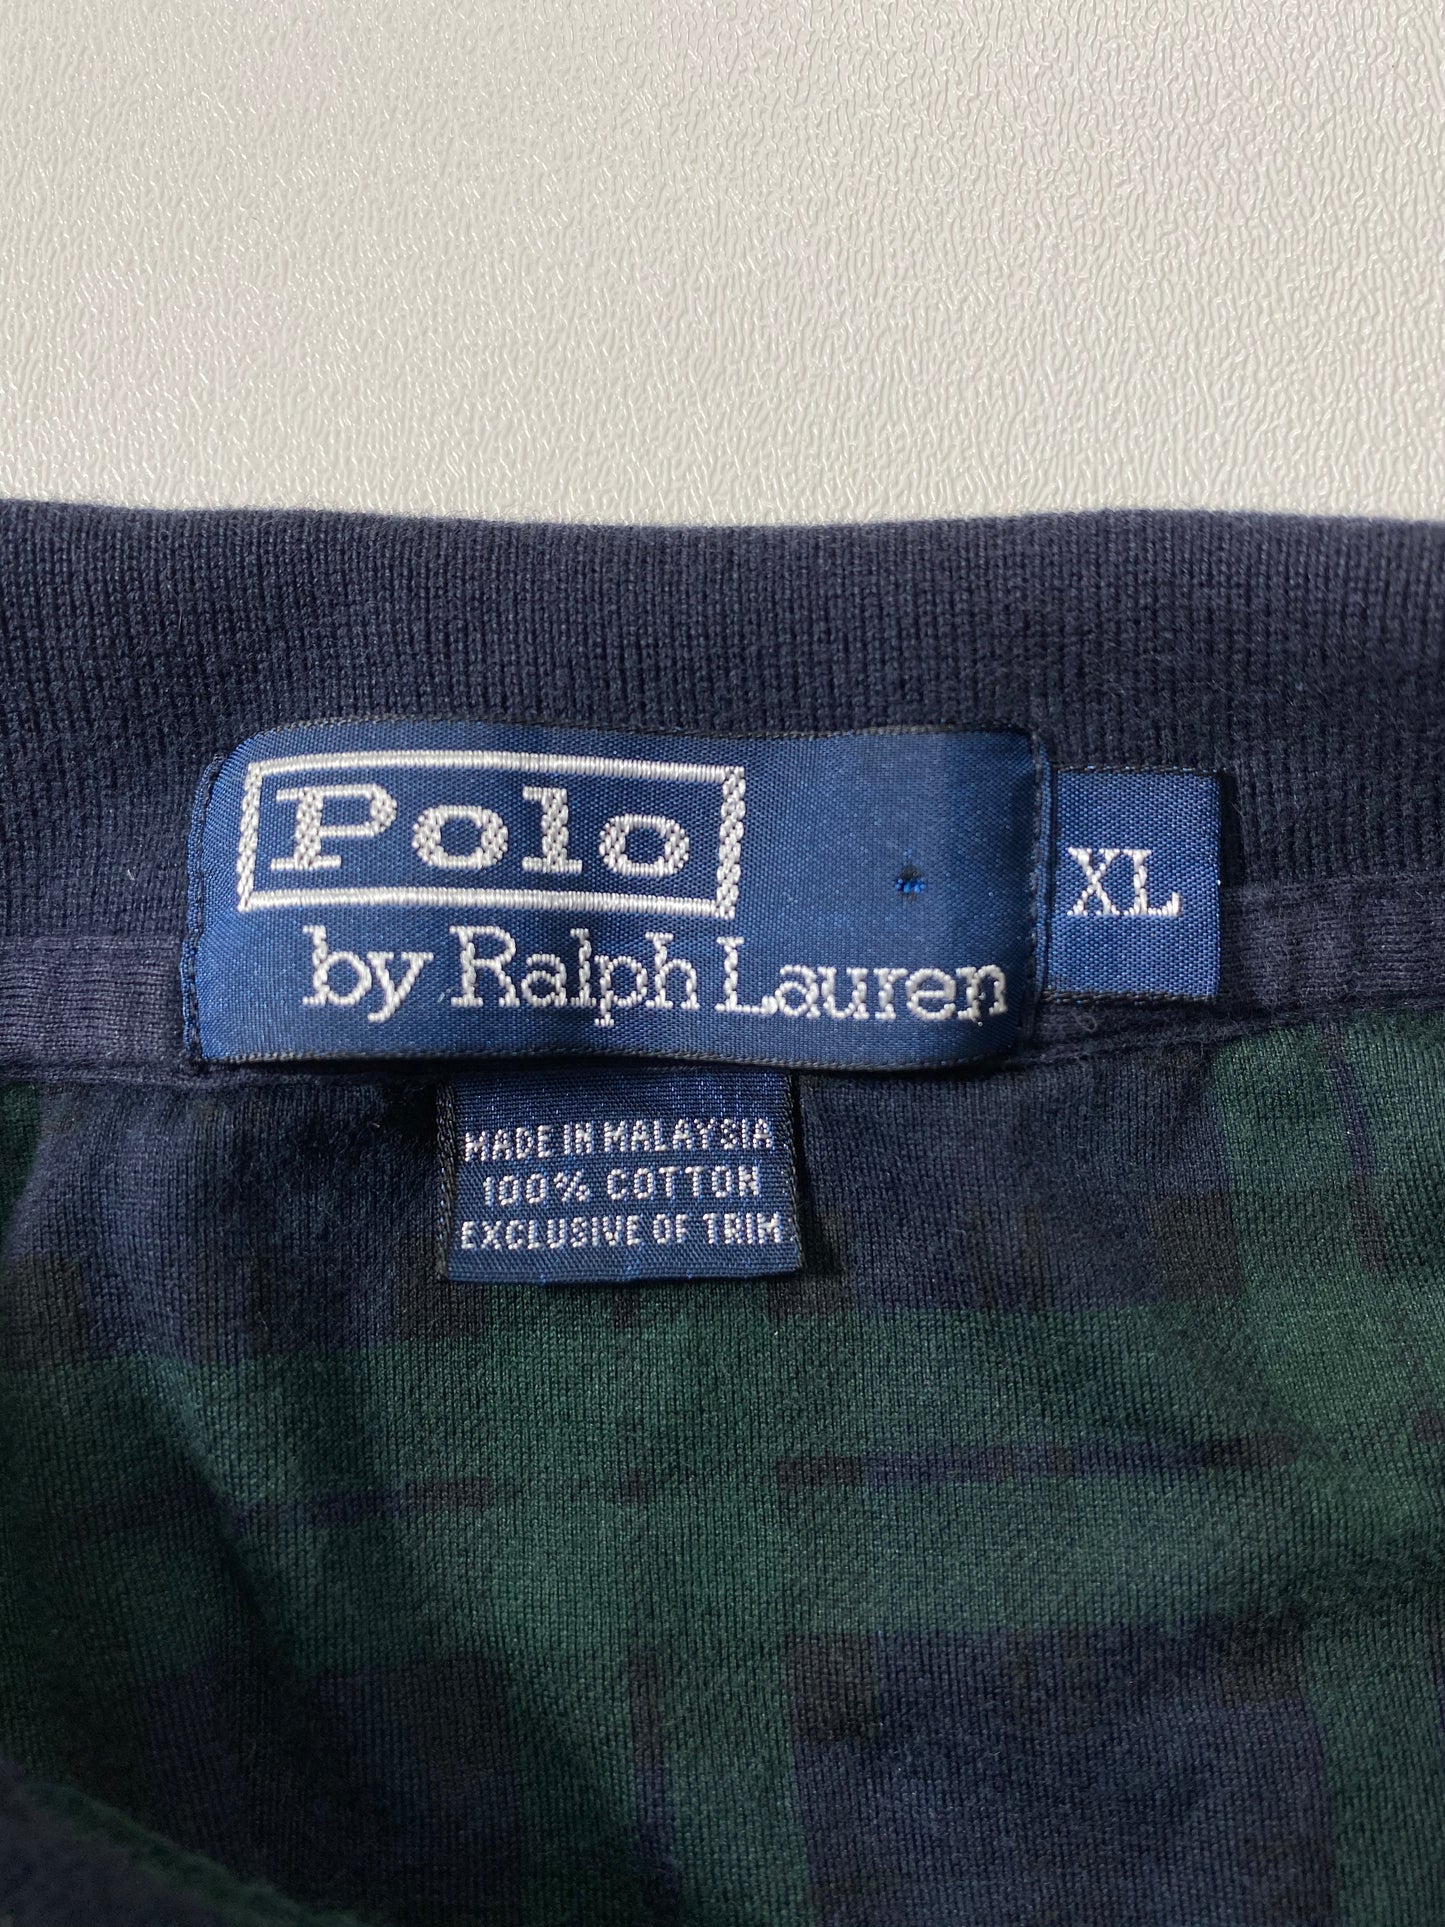 Polo
by Ralph Lauren
XL
MADE IN MALAYSIA
100% COTTON
EXCLUSIVE OF TRIM